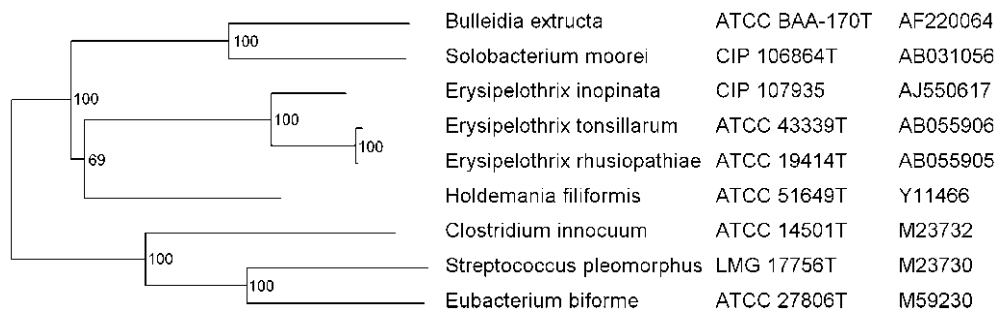 Bulleidia extructa ATCC BAA-170T AF220064
100
Solobacterium moorei CIP 106864T AB031056
Erysipelothrix inopinata CIP 107935 AJ550617
100
100
Erysipelothrix tonsillarum ATCC 43339T AB055906
100
69
Erysipelothrix rhusiopathiae ATCC 19414T AB055905
Holdemania filiformis ATCC 51649T Y11466
Clostridium innocuum ATCC 14501T M23732
100
Streptococcus pleomorphus LMG 17756T M23730
100
Eubacterium biforme ATCC 27806T M59230